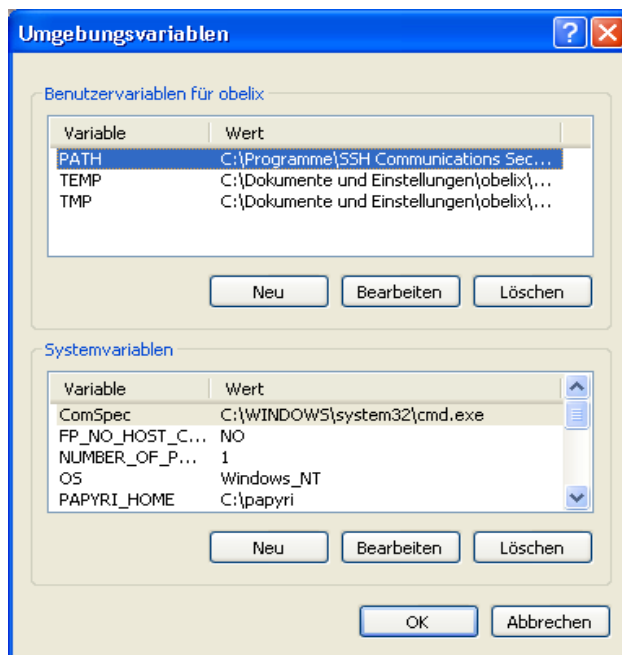 Umgebungsvariablen
Benutzervariablen für obelix
Variable Wert
PATH C:\Programme\SSH Communications Sec...
TEMP C:\Dokumente und Einstellungen\obelix\...
TMP C:\Dokumente und Einstellungen\obelix\...
Neu Bearbeiten Löschen
Systemvariablen
Variable Wert
ComSpec C:\WINDOWS\system32\cmd.exe
FP_NO_HOST_C... NO
NUMBER_OF_P... 1
OS Windows_NT
PAPYRI_HOME C:\papyri
Neu Bearbeiten Löschen
OK Abbrechen